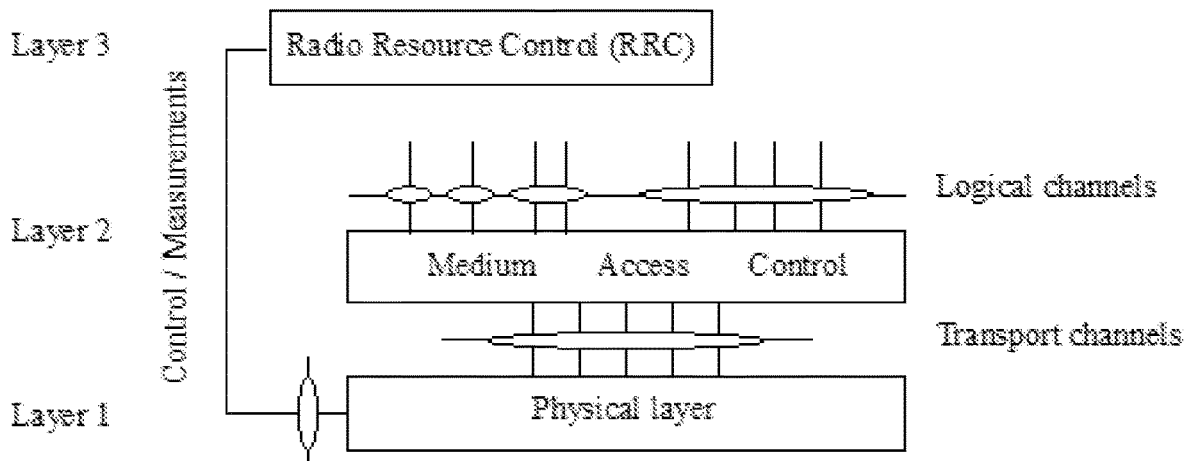 Layer 3
Radio Resource Control (RRC)
Control / Measurements
Logical channels
Layer 2
Medium Access Control
Transport channels
Layer 1
Physical layer